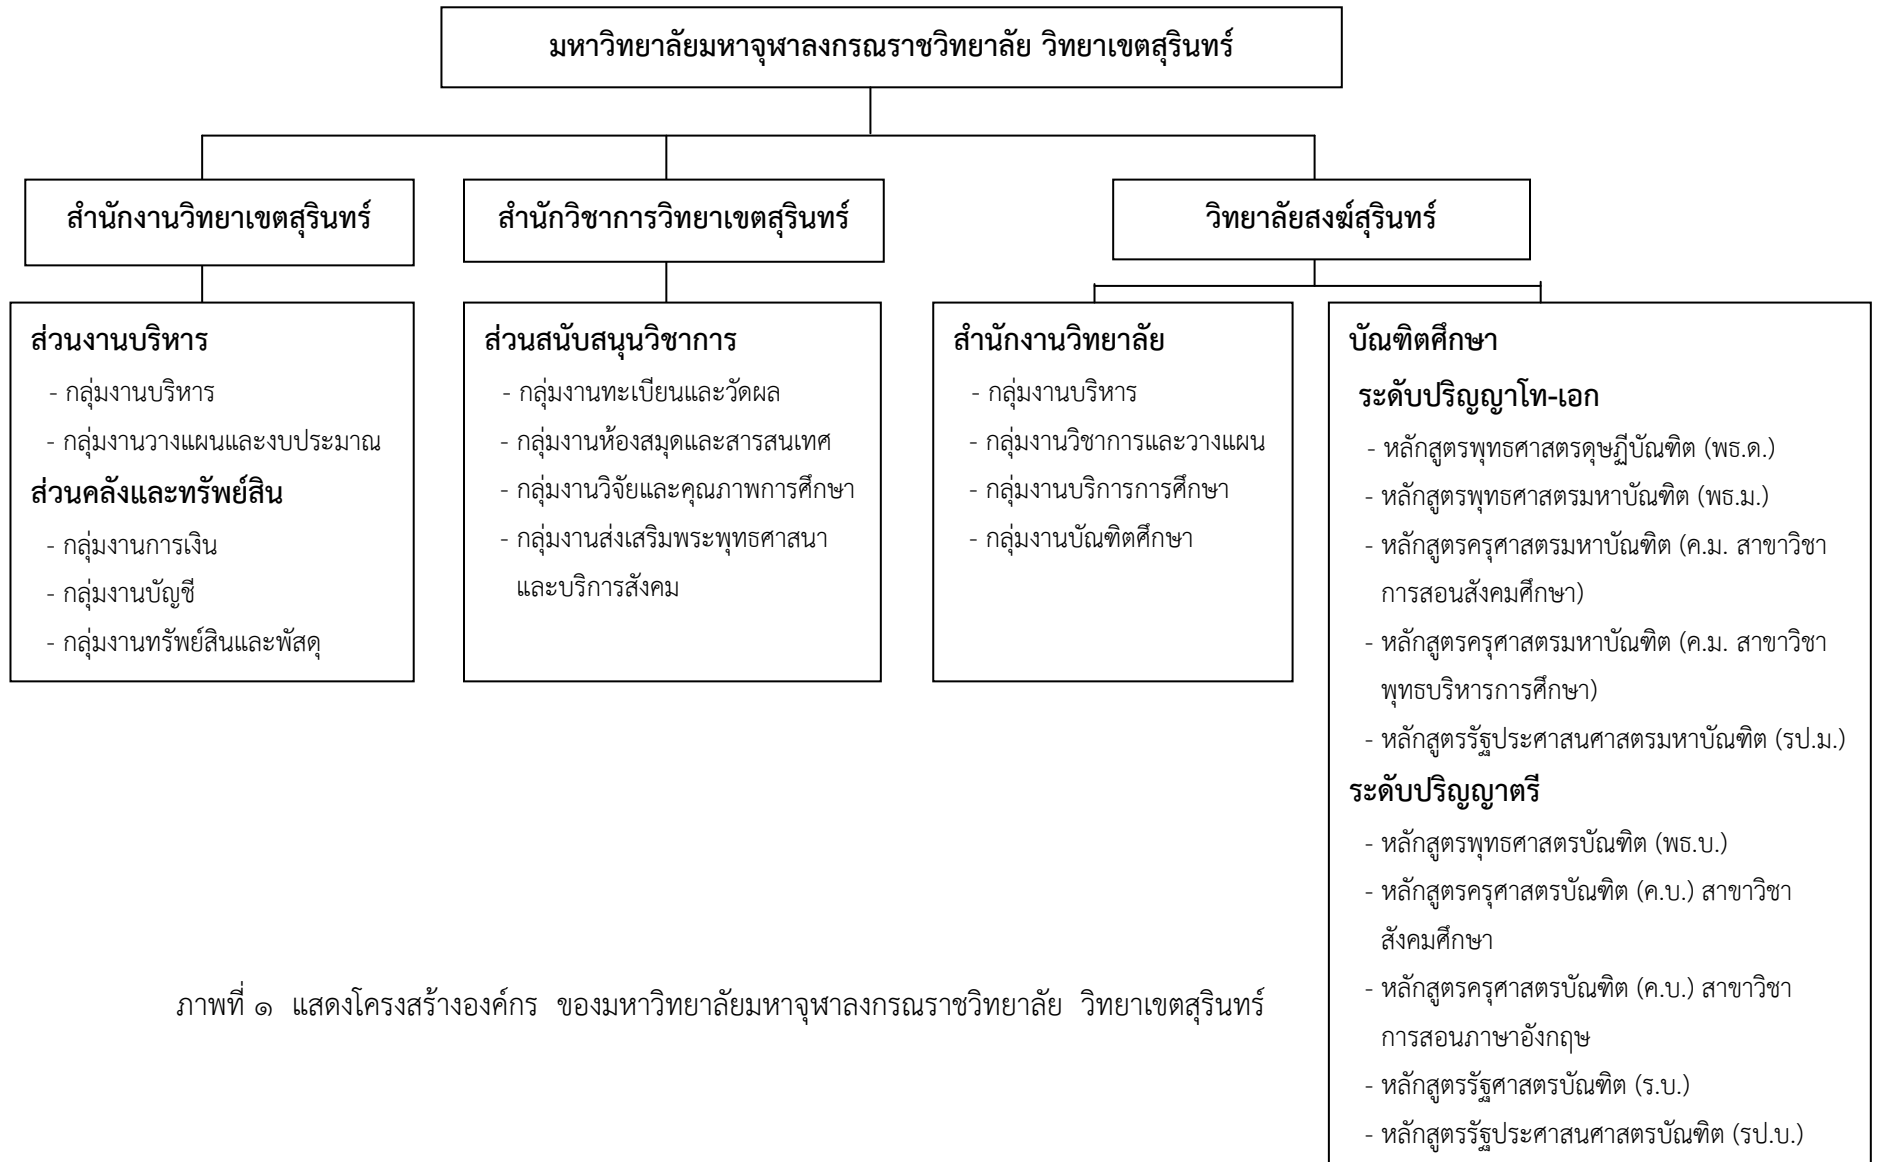 มหาวิทยาลัยมหาจุฬาลงกรณราชวิทยาลัย วิทยาเขตสุรินทร์
สำนักงานวิทยาเขตสุรินทร์
สำนักวิชาการวิทยาเขตสุรินทร์
วิทยาลัยสงฆ์สุรินทร์
ส่วนงานบริหาร
- กลุ่มงานบริหาร
- กลุ่มงานวางแผนและงบประมาณ
ส่วนคลังและทรัพย์สิน
- กลุ่มงานการเงิน
- กลุ่มงานบัญชี
- กลุ่มงานทรัพย์สินและพัสดุ
ส่วนสนับสนุนวิชาการ
- กลุ่มงานทะเบียนและวัดผล
- กลุ่มงานห้องสมุดและสารสนเทศ
- กลุ่มงานวิจัยและคุณภาพการศึกษา
- กลุ่มงานส่งเสริมพระพุทธศาสนา
และบริการสังคม
สำนักงานวิทยาลัย
- กลุ่มงานบริหาร
- กลุ่มงานวิชาการและวางแผน
- กลุ่มงานบริการการศึกษา
- กลุ่มงานบัณฑิตศึกษา
บัณฑิตศึกษา
ระดับปริญญาโท-เอก
- หลักสูตรพุทธศาสตรดุษฎีบัณฑิต (พธ.ด.)
- หลักสูตรพุทธศาสตรมหาบัณฑิต (พธ.ม.)
- หลักสูตรครุศาสตรมหาบัณฑิต (ค.ม. สาขาวิชา
การสอนสังคมศึกษา)
- หลักสูตรครุศาสตรมหาบัณฑิต (ค.ม. สาขาวิชา
พุทธบริหารการศึกษา)
- หลักสูตรรัฐประศาสนศาสตรมหาบัณฑิต (รป.ม.)
ระดับปริญญาตรี
- หลักสูตรพุทธศาสตรบัณฑิต (พธ.บ.)
- หลักสูตรครุศาสตรบัณฑิต (ค.บ.) สาขาวิชา
สังคมศึกษา
- หลักสูตรครุศาสตรบัณฑิต (ค.บ.) สาขาวิชา
การสอนภาษาอังกฤษ
- หลักสูตรรัฐศาสตรบัณฑิต (ร.บ.)
- หลักสูตรรัฐประศาสนศาสตรบัณฑิต (รป.บ.)
ภาพที่ ๑ แสดงโครงสร้างองค์กร ของมหาวิทยาลัยมหาจุฬาลงกรณราชวิทยาลัย วิทยาเขตสุรินทร์